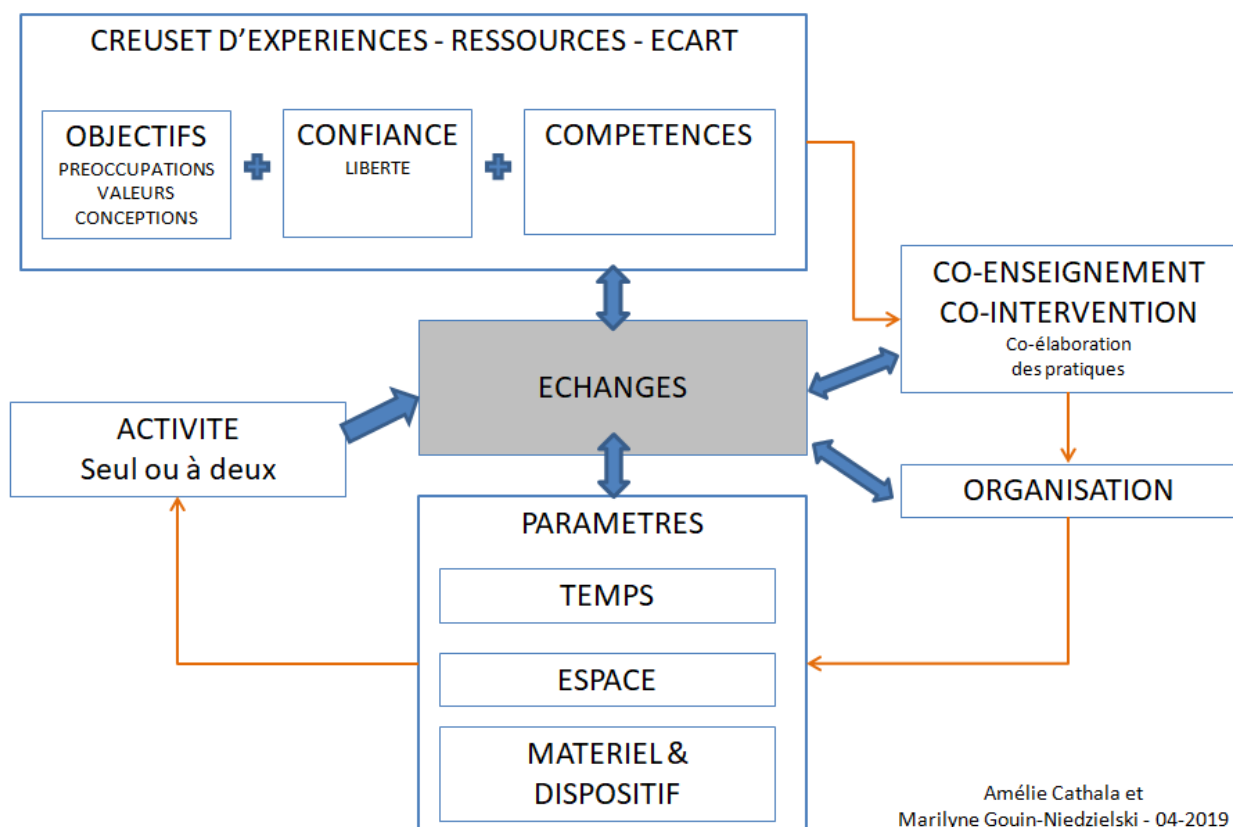 CREUSET D’EXPERIENCES - RESSOURCES - ECART
OBJECTIFS
PREOCCUPATIONS
VALEURS
CONCEPTIONS
CONFIANCE
LIBERTE
COMPETENCES
CO-ENSEIGNEMENT
CO-INTERVENTION
Co-élaboration
des pratiques
ECHANGES
ACTIVITE
Seul ou à deux
ORGANISATION
PARAMETRES
TEMPS
ESPACE
MATERIEL &
DISPOSITIF
Amélie Cathala et
Marilyne Gouin-Niedzielski - 04-2019